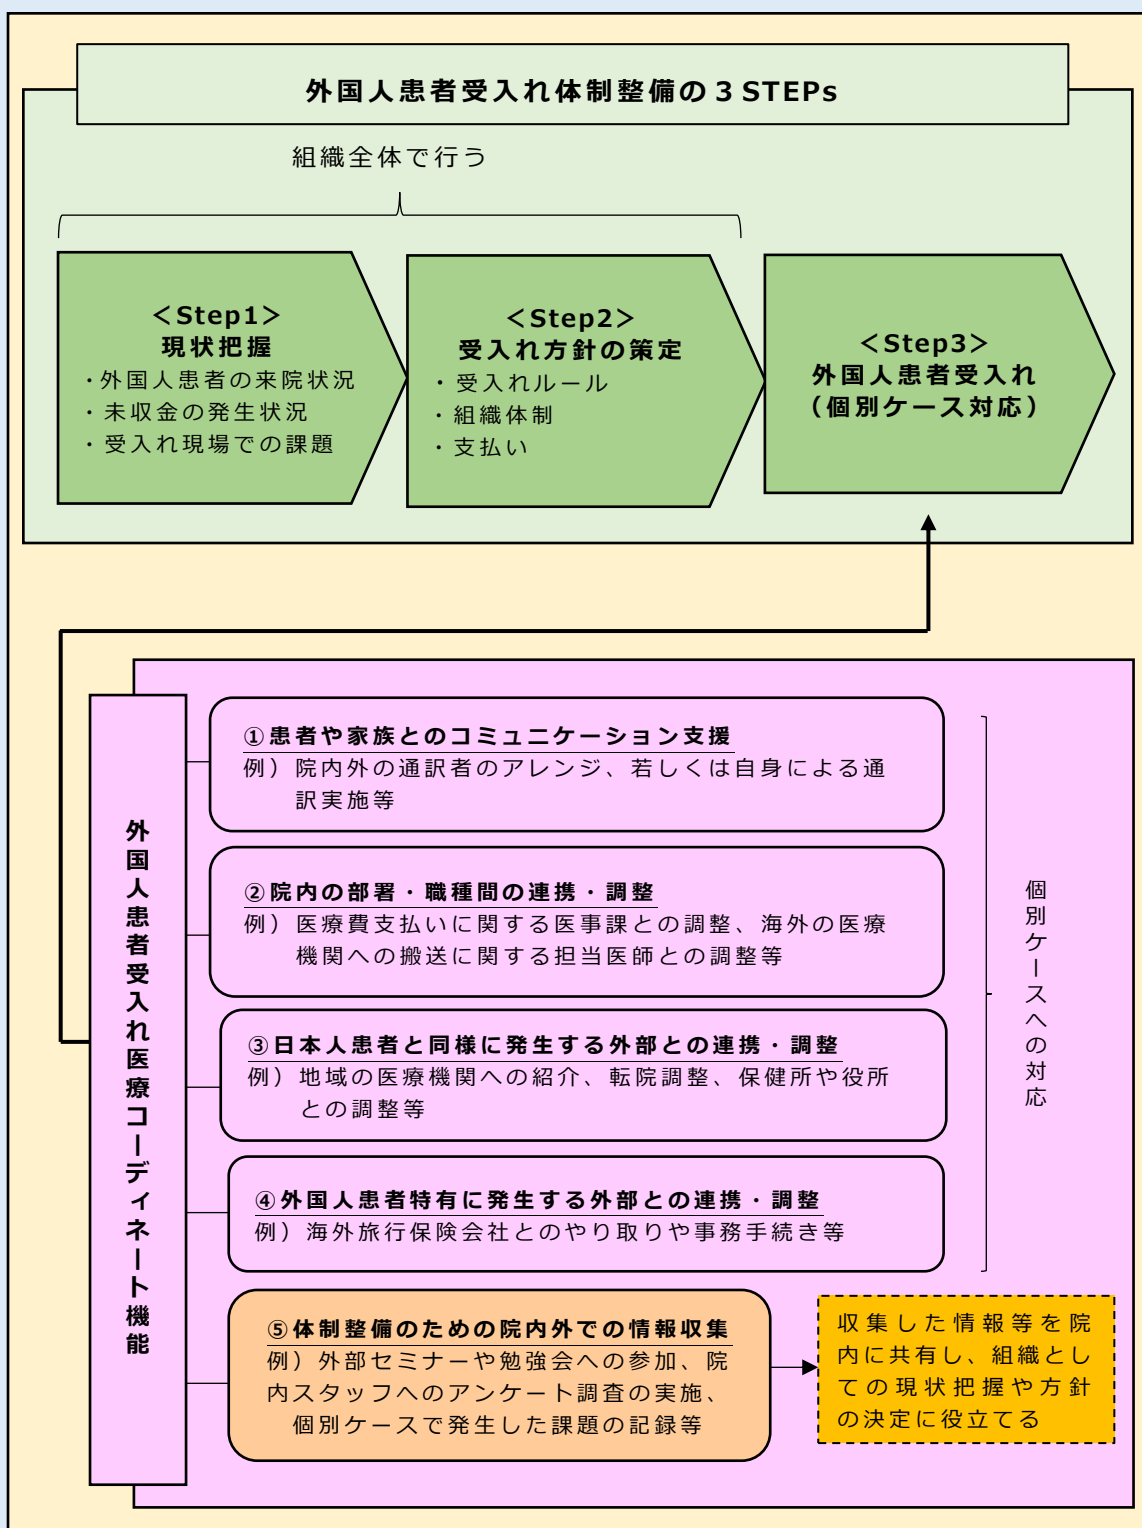 外国人患者受入れ体制整備の３STEPs
組織全体で行う
＜Step1＞
現状把握
・外国人患者の来院状況
・未収金の発生状況
・受入れ現場での課題
＜Step2＞
受入れ方針の策定
・受入れルール
・組織体制
・支払い
＜Step3＞
外国人患者受入れ
（個別ケース対応）
外国人患者受入れ医療コーディネート機能
①患者や家族とのコミュニケーション支援
例）院内外の通訳者のアレンジ、若しくは自身による通
訳実施等
②院内の部署・職種間の連携・調整
例）医療費支払いに関する医事課との調整、海外の医療
機関への搬送に関する担当医師との調整等
③日本人患者と同様に発生する外部との連携・調整
例）地域の医療機関への紹介、転院調整、保健所や役所
との調整等
④外国人患者特有に発生する外部との連携・調整
例）海外旅行保険会社とのやり取りや事務手続き等
個別ケースへの対応
⑤体制整備のための院内外での情報収集
例）外部セミナーや勉強会への参加、院
内スタッフへのアンケート調査の実施、
個別ケースで発生した課題の記録等
収集した情報等を院
内に共有し、組織とし
ての現状把握や方針
の決定に役立てる